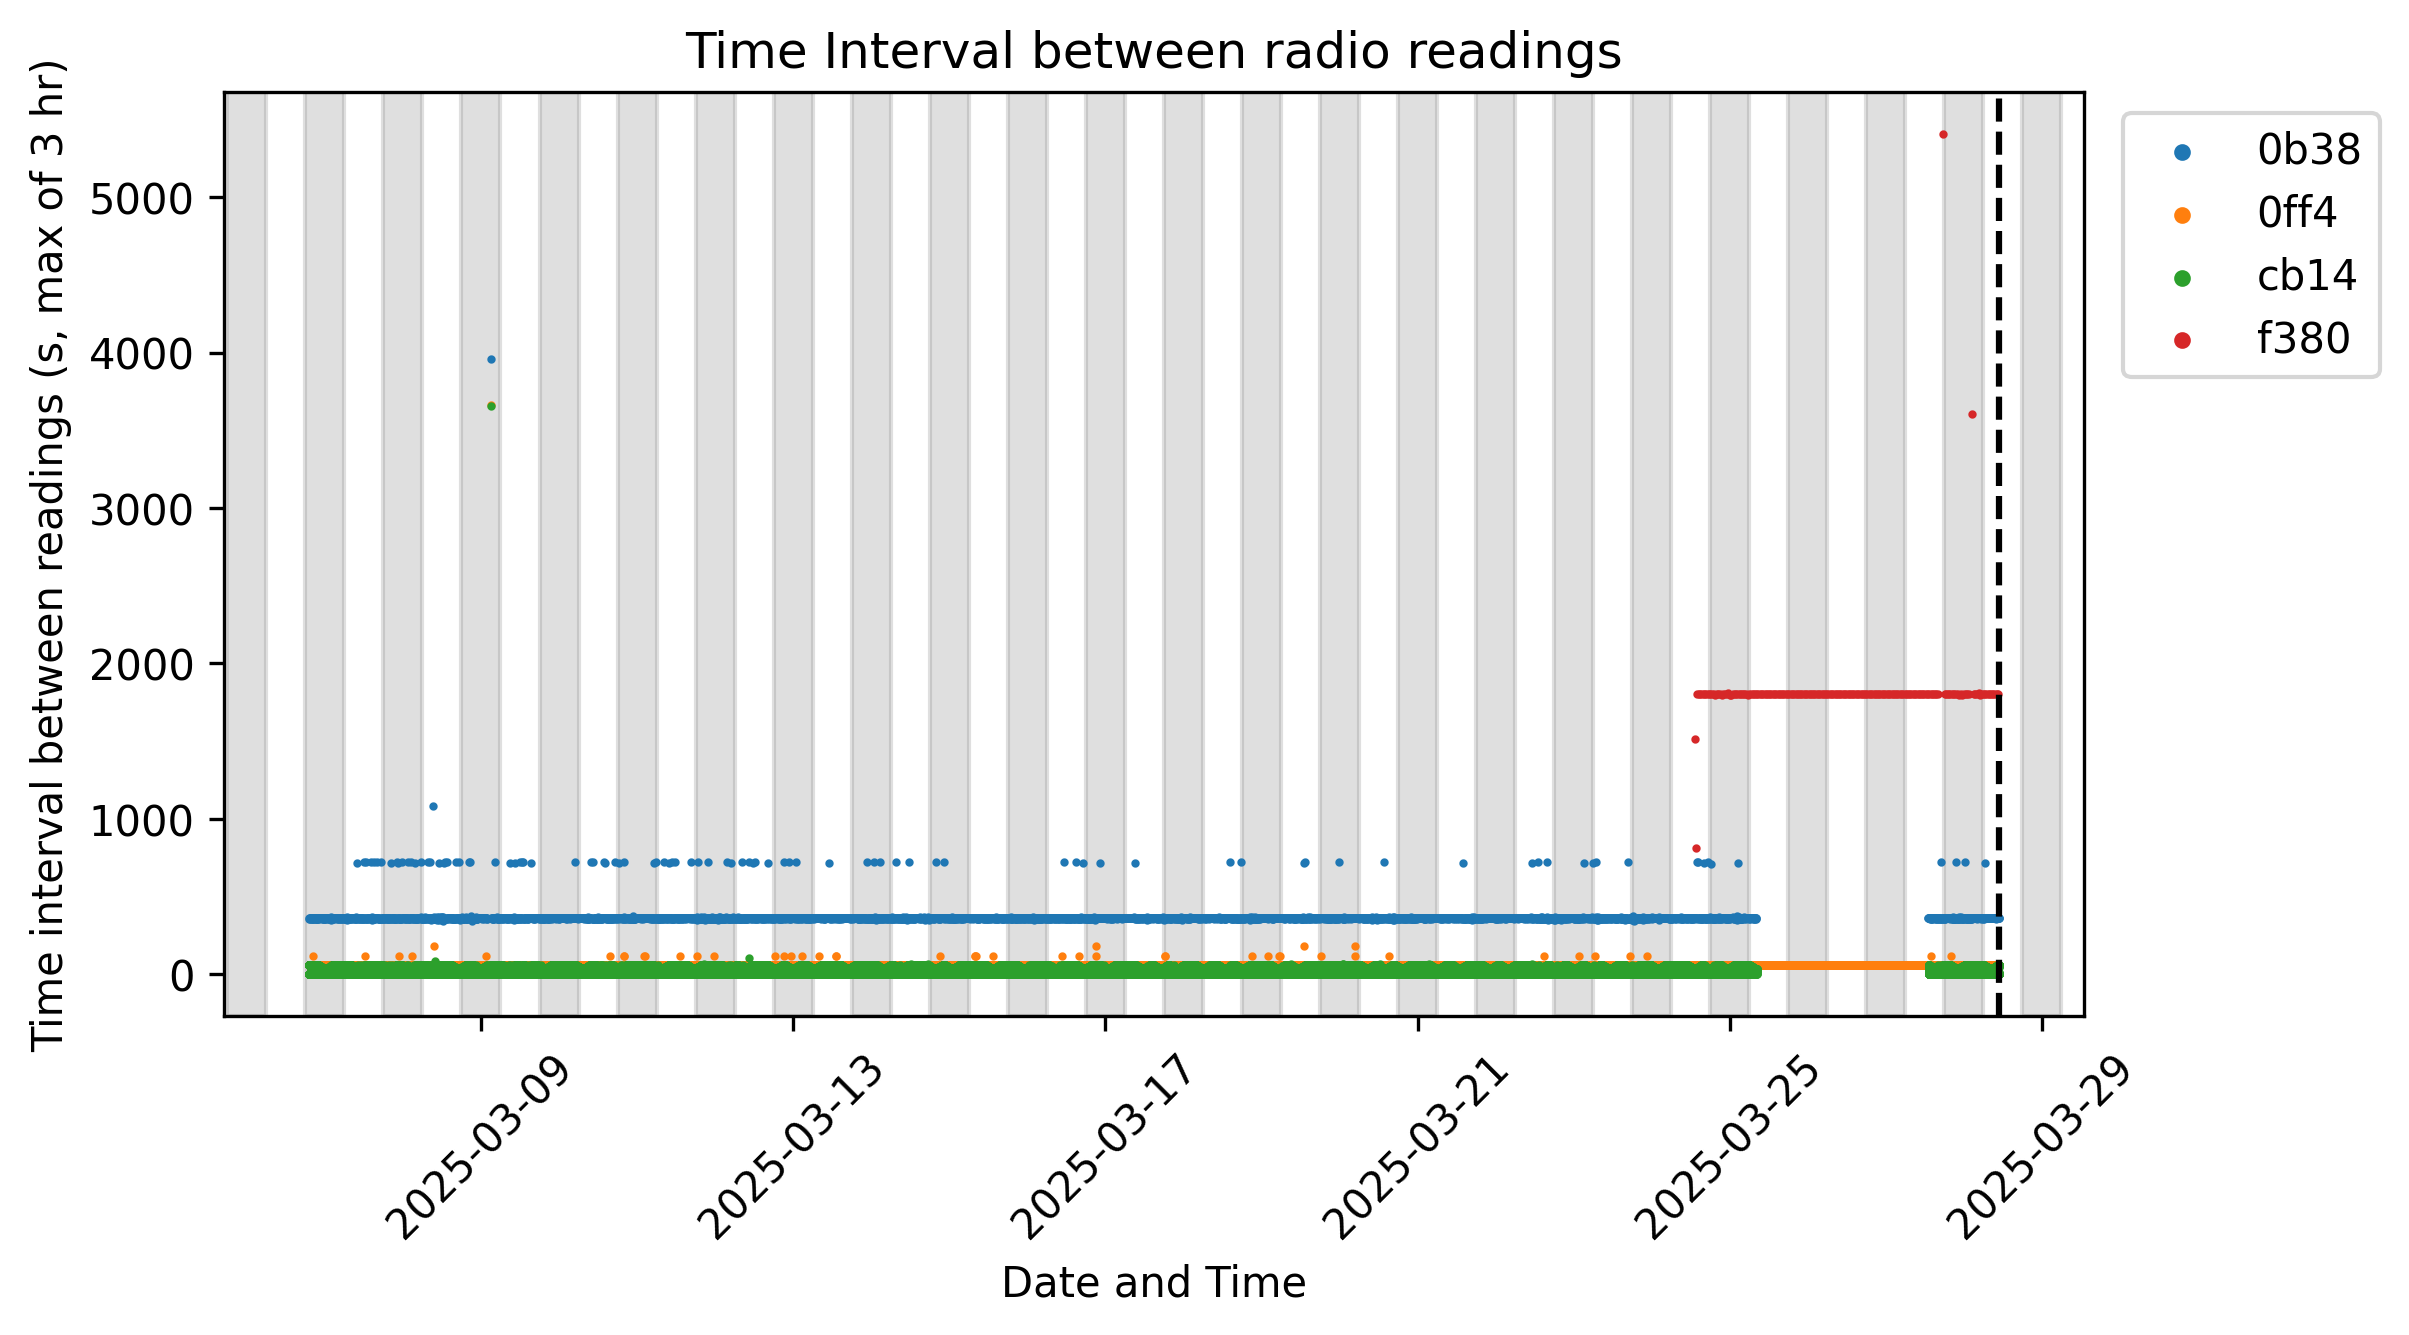 Time Interval between radio readings
Time interval between readings (s, max of 3 hr)
5000
4000
3000
2000
1000
0
0b38
0ff4
cb14
f380
2025-03-09
2025-03-13
2025-03-17
2025-03-21
2025-03-25
2025-03-29
Date and Time